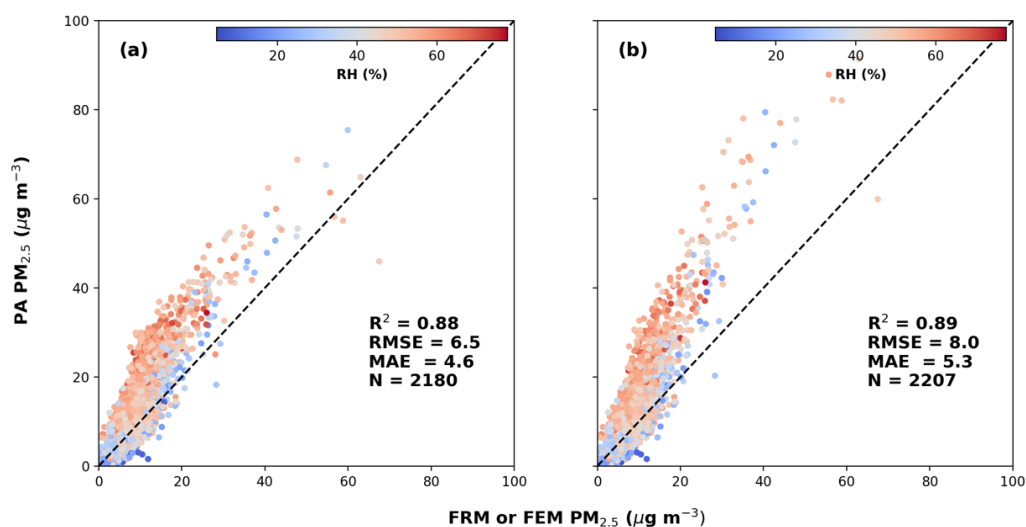 (a)
20 40 60
RH (%)
(b)
20 40 60
RH (%)
100
80
60
40
20
0
PA PM2.5 (μg m−3)
R2 = 0.88
RMSE = 6.5
MAE = 4.6
N = 2180
R2 = 0.89
RMSE = 8.0
MAE = 5.3
N = 2207
0 20 40 60 80 100
0 20 40 60 80 100
FRM or FEM PM2.5 (μg m−3)